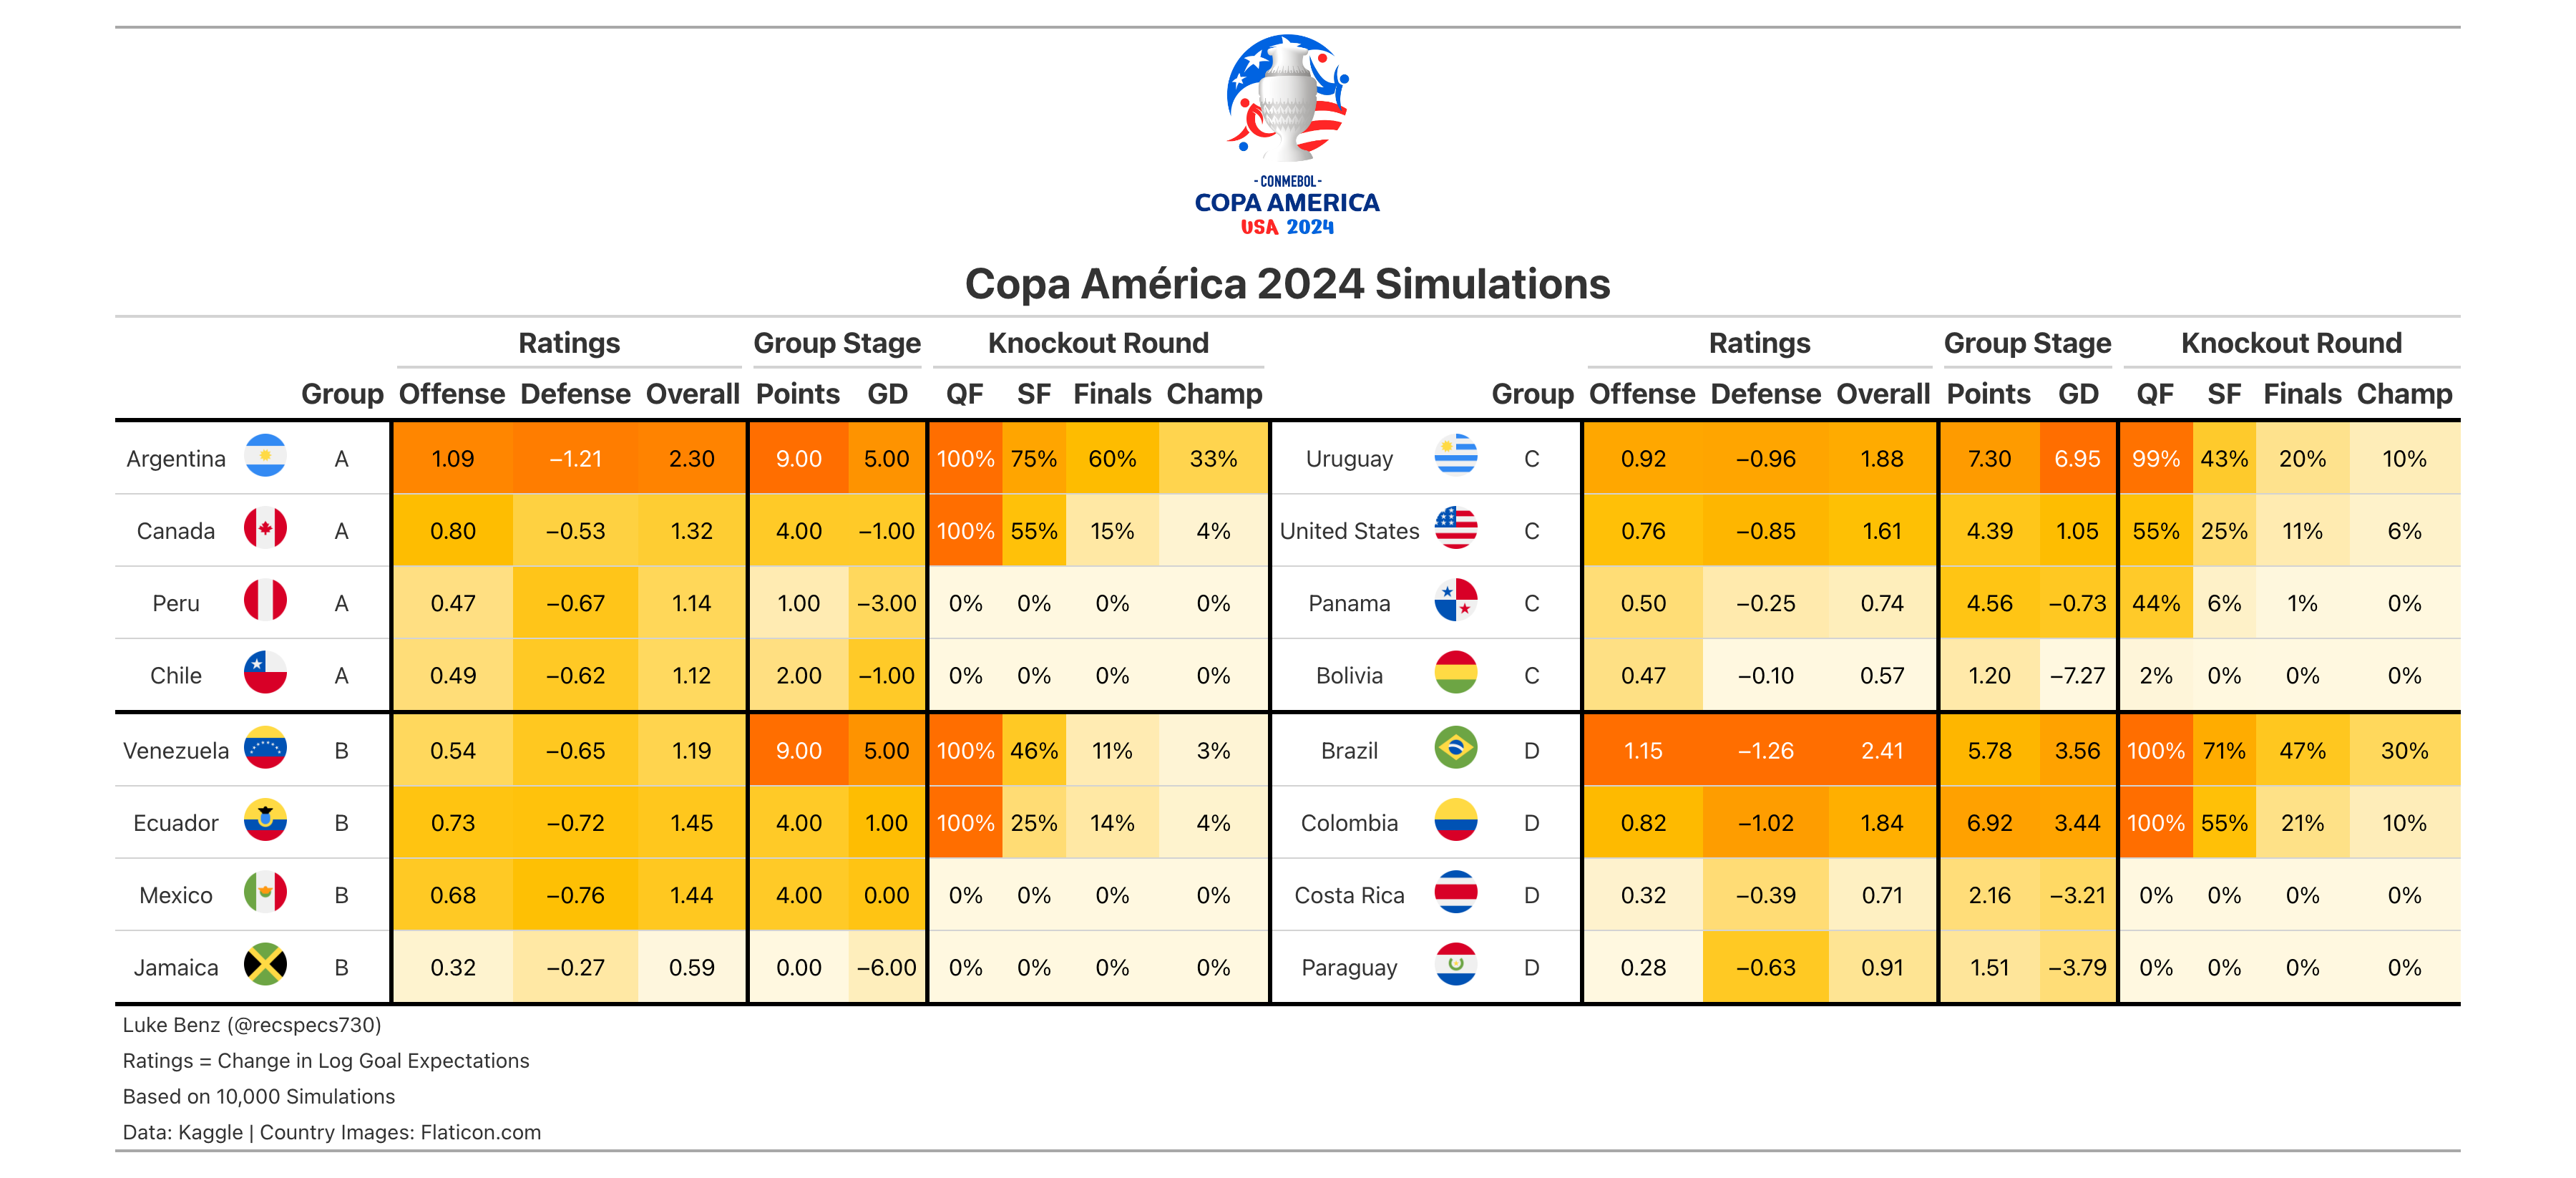 - CONMEBOL -
COPA AMERICA
USA 2024
Copa América 2024 Simulations
Ratings Group Stage Knockout Round Ratings Group Stage Knockout Round
Group Offense Defense Overall Points GD QF SF Finals Champ Group Offense Defense Overall Points GD QF SF Finals Champ
Argentina A 1.09 −1.21 2.30 9.00 5.00 100% 75% 60% 33% Uruguay C 0.92 −0.96 1.88 7.30 6.95 99% 43% 20% 10%
Canada A 0.80 −0.53 1.32 4.00 −1.00 100% 55% 15% 4% United States C 0.76 −0.85 1.61 4.39 1.05 55% 25% 11% 6%
Peru A 0.47 −0.67 1.14 1.00 −3.00 0% 0% 0% 0% Panama C 0.50 −0.25 0.74 4.56 −0.73 44% 6% 1% 0%
Chile A 0.49 −0.62 1.12 2.00 −1.00 0% 0% 0% 0% Bolivia C 0.47 −0.10 0.57 1.20 −7.27 2% 0% 0% 0%
Venezuela B 0.54 −0.65 1.19 9.00 5.00 100% 46% 11% 3% Brazil D 1.15 −1.26 2.41 5.78 3.56 100% 71% 47% 30%
Ecuador B 0.73 −0.72 1.45 4.00 1.00 100% 25% 14% 4% Colombia D 0.82 −1.02 1.84 6.92 3.44 100% 55% 21% 10%
Mexico B 0.68 −0.76 1.44 4.00 0.00 0% 0% 0% 0% Costa Rica D 0.32 −0.39 0.71 2.16 −3.21 0% 0% 0% 0%
Jamaica B 0.32 −0.27 0.59 0.00 −6.00 0% 0% 0% 0% Paraguay D 0.28 −0.63 0.91 1.51 −3.79 0% 0% 0% 0%
Luke Benz (@recspecs730)
Ratings = Change in Log Goal Expectations
Based on 10,000 Simulations
Data: Kaggle | Country Images: Flaticon.com